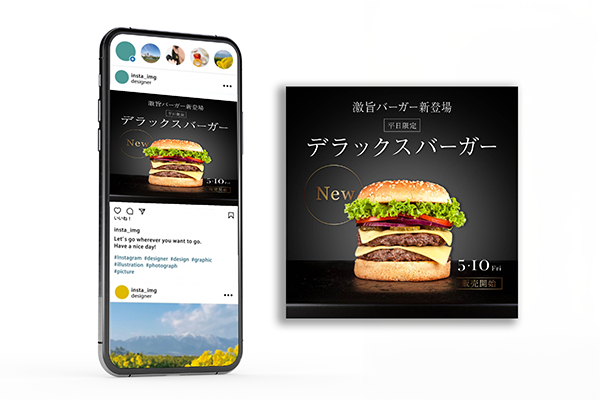 insta_img
designer
激旨バーガー新登場
平日限定
デラックスバーガー
New
5・10 Fri
販売開始
いいね!
insta_img
Let's go wherever you want to go.
Have a nice day!
#Instagram #designer #design #graphic
#illustration #photograph
#picture
insta_img
designer
激旨バーガー新登場
平日限定
デラックスバーガー
New
5・10 Fri
販売開始